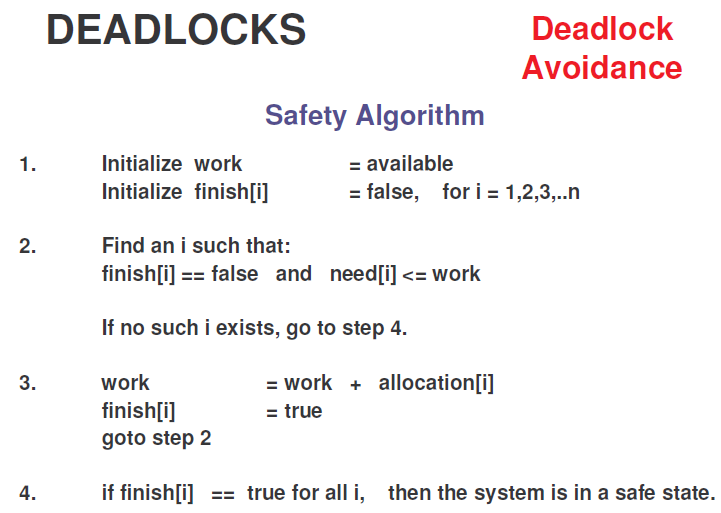 DEADLOCKS
Deadlock
Avoidance
Safety Algorithm
1. Initialize work = available
Initialize finish[i] = false, for i = 1,2,3,..n
2. Find an i such that:
finish[i] == false and need[i] <= work
If no such i exists, go to step 4.
3. work = work + allocation[i]
finish[i] = true
goto step 2
4. if finish[i] == true for all i, then the system is in a safe state.